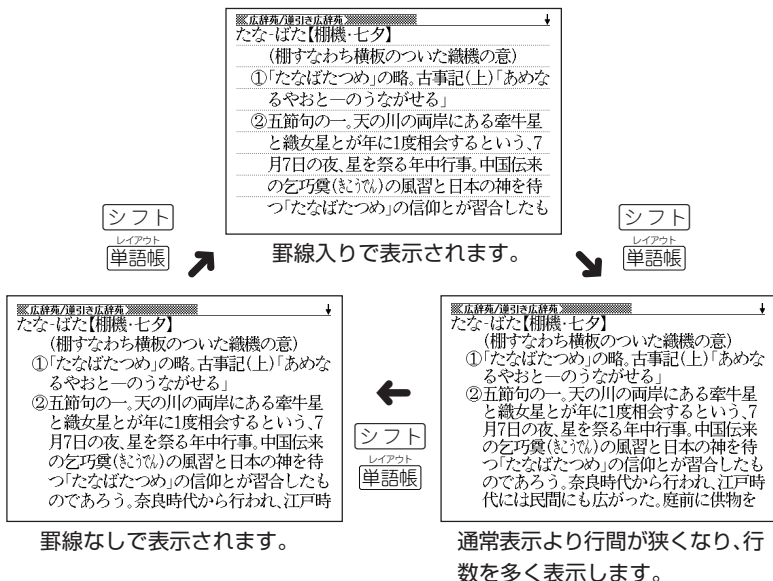 広辞苑/逆引き広辞苑
たな-ばた【棚機・七夕】
(棚すなわち横板のついた織機の意)
①「たなばたつめ」の略。古事記(上)「あめな
るやおと―のうながせる」
②五節句の一。天の川の両岸にある牽牛星
と織女星とが年に1度相会するという、7
月7日の夜、星を祭る年中行事。中国伝来
の乞巧奠(きこうでん)の風習と日本の神を待
つ「たなばたつめ」の信仰とが習合したも
罫線入りで表示されます。
シフト
レイアウト
単語帳
シフト
レイアウト
単語帳
広辞苑/逆引き広辞苑
たな-ばた【棚機・七夕】
(棚すなわち横板のついた織機の意)
①「たなばたつめ」の略。古事記(上)「あめな
るやおと―のうながせる」
②五節句の一。天の川の両岸にある牽牛星
と織女星とが年に1度相会するという、7
月7日の夜、星を祭る年中行事。中国伝来
の乞巧奠(きこうでん)の風習と日本の神を待
つ「たなばたつめ」の信仰とが習合したも
のであろう。奈良時代から行われ、江戸時
罫線なしで表示されます。
シフト
レイアウト
単語帳
広辞苑/逆引き広辞苑
たな-ばた【棚機・七夕】
(棚すなわち横板のついた織機の意)
①「たなばたつめ」の略。古事記(上)「あめな
るやおと―のうながせる」
②五節句の一。天の川の両岸にある牽牛星
と織女星とが年に1度相会するという、7
月7日の夜、星を祭る年中行事。中国伝来
の乞巧奠(きこうでん)の風習と日本の神を待
つ「たなばたつめ」の信仰とが習合したも
のであろう。奈良時代から行われ、江戸時
代には民間にも広がった。庭前に供物を
通常表示より行間が狭くなり、行
数を多く表示します。